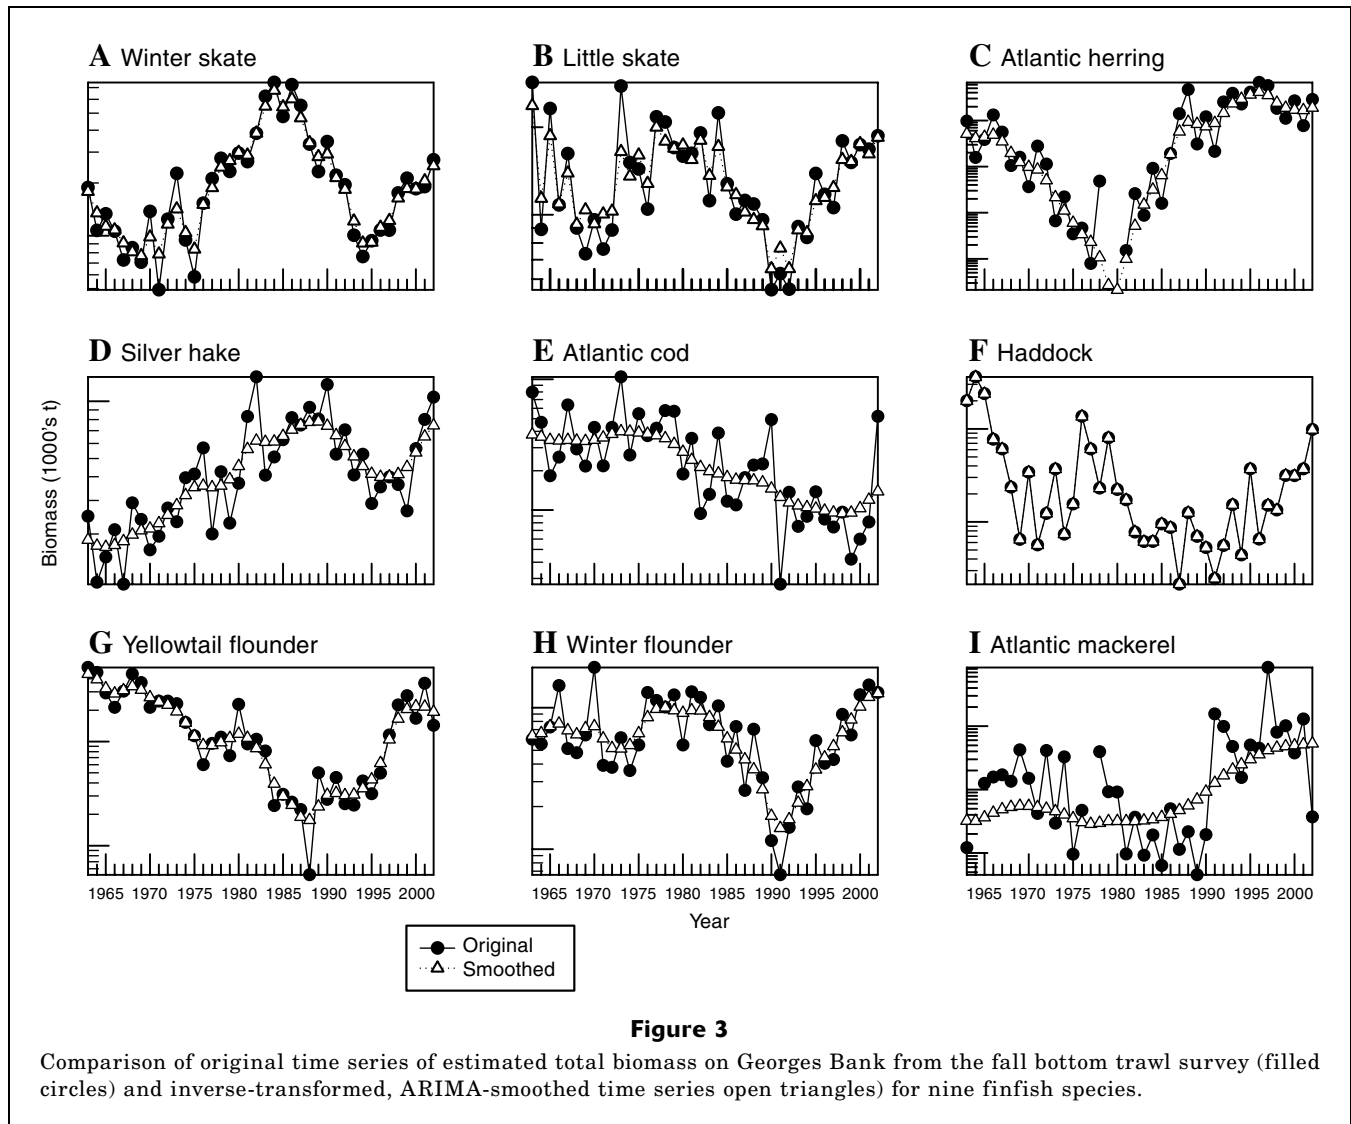 A Winter skate
B Little skate
C Atlantic herring
D Silver hake
E Atlantic cod
F Haddock
Biomass (1000's t)
G Yellowtail flounder
H Winter flounder
I Atlantic mackerel
1965 1970 1975 1980 1985 1990 1995 2000
1965 1970 1975 1980 1985 1990 1995 2000
1965 1970 1975 1980 1985 1990 1995 2000
Year
Original
Smoothed
Figure 3
Comparison of original time series of estimated total biomass on Georges Bank from the fall bottom trawl survey (filled
circles) and inverse-transformed, ARIMA-smoothed time series open triangles) for nine finfish species.